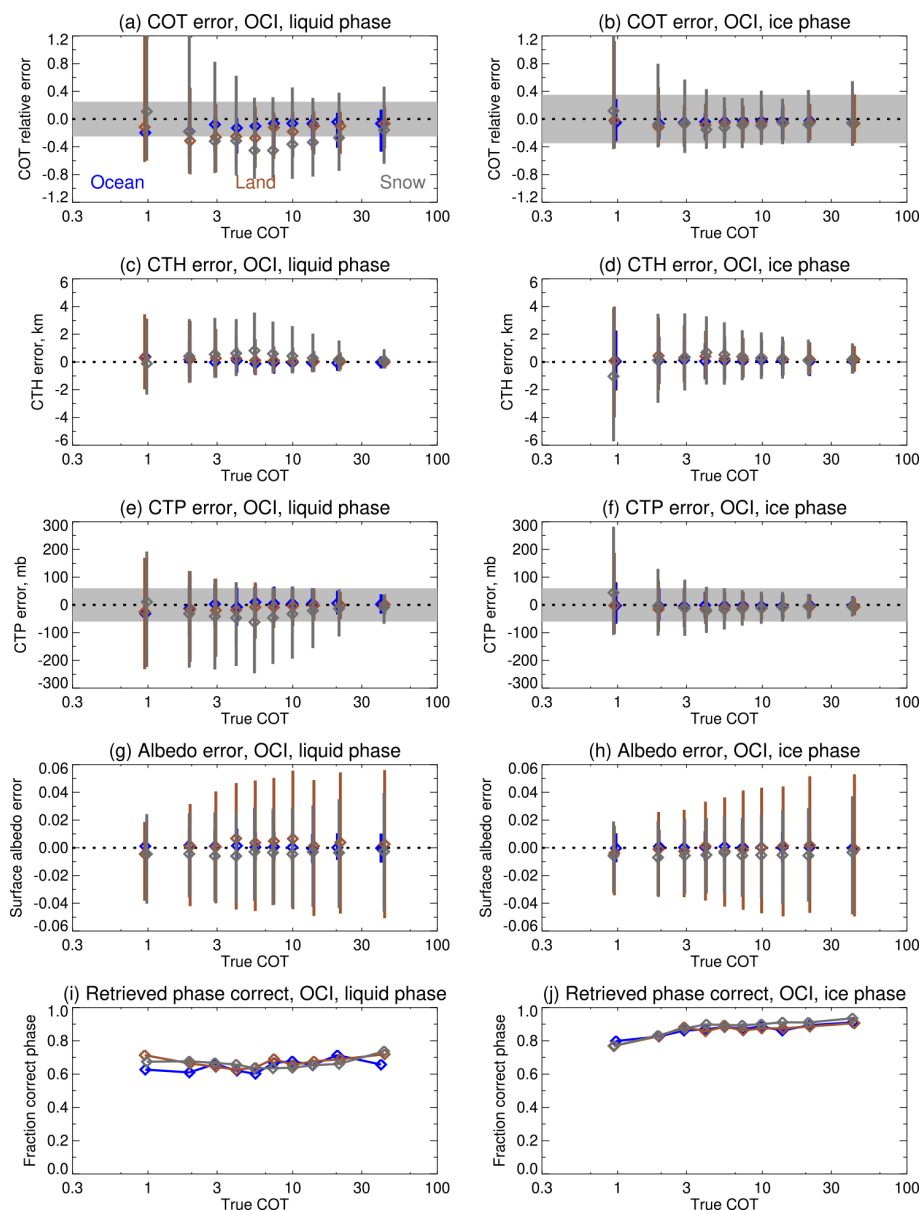 (a) COT error, OCI, liquid phase
COT relative error
1.2
0.8
0.4
0.0
-0.4
-0.8
-1.2
Ocean Land Snow
0.3 1 3 10 30 100
True COT
(b) COT error, OCI, ice phase
COT relative error
1.2
0.8
0.4
0.0
-0.4
-0.8
-1.2
0.3 1 3 10 30 100
True COT
(c) CTH error, OCI, liquid phase
CTH error, km
6
4
2
0
-2
-4
-6
0.3 1 3 10 30 100
True COT
(d) CTH error, OCI, ice phase
CTH error, km
6
4
2
0
-2
-4
-6
0.3 1 3 10 30 100
True COT
(e) CTP error, OCI, liquid phase
CTP error, mb
300
200
100
0
-100
-200
-300
0.3 1 3 10 30 100
True COT
(f) CTP error, OCI, ice phase
CTP error, mb
300
200
100
0
-100
-200
-300
0.3 1 3 10 30 100
True COT
(g) Albedo error, OCI, liquid phase
Surface albedo error
0.06
0.04
0.02
0.00
-0.02
-0.04
-0.06
0.3 1 3 10 30 100
True COT
(h) Albedo error, OCI, ice phase
Surface albedo error
0.06
0.04
0.02
0.00
-0.02
-0.04
-0.06
0.3 1 3 10 30 100
True COT
(i) Retrieved phase correct, OCI, liquid phase
Fraction correct phase
1.0
0.8
0.6
0.4
0.2
0.0
0.3 1 3 10 30 100
True COT
(j) Retrieved phase correct, OCI, ice phase
Fraction correct phase
1.0
0.8
0.6
0.4
0.2
0.0
0.3 1 3 10 30 100
True COT